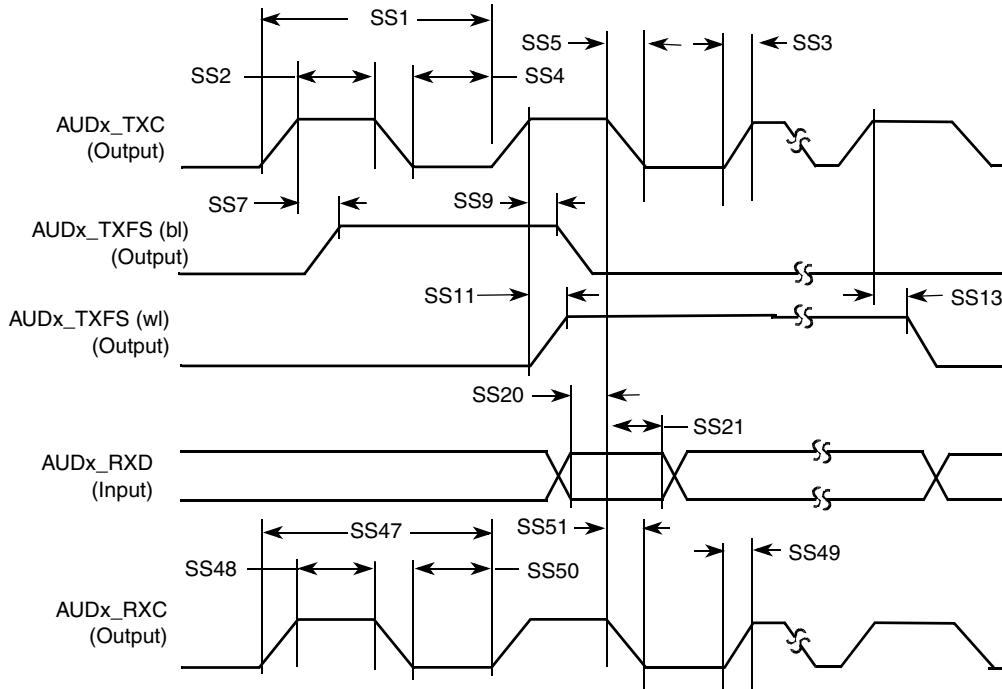 SS1
SS5
SS3
SS2
SS4
AUDx_TXC
(Output)
SS7
SS9
AUDx_TXFS (bl)
(Output)
SS11
SS13
AUDx_TXFS (wl)
(Output)
SS20
SS21
AUDx_RXD
(Input)
SS47
SS51
SS49
SS48
SS50
AUDx_RXC
(Output)